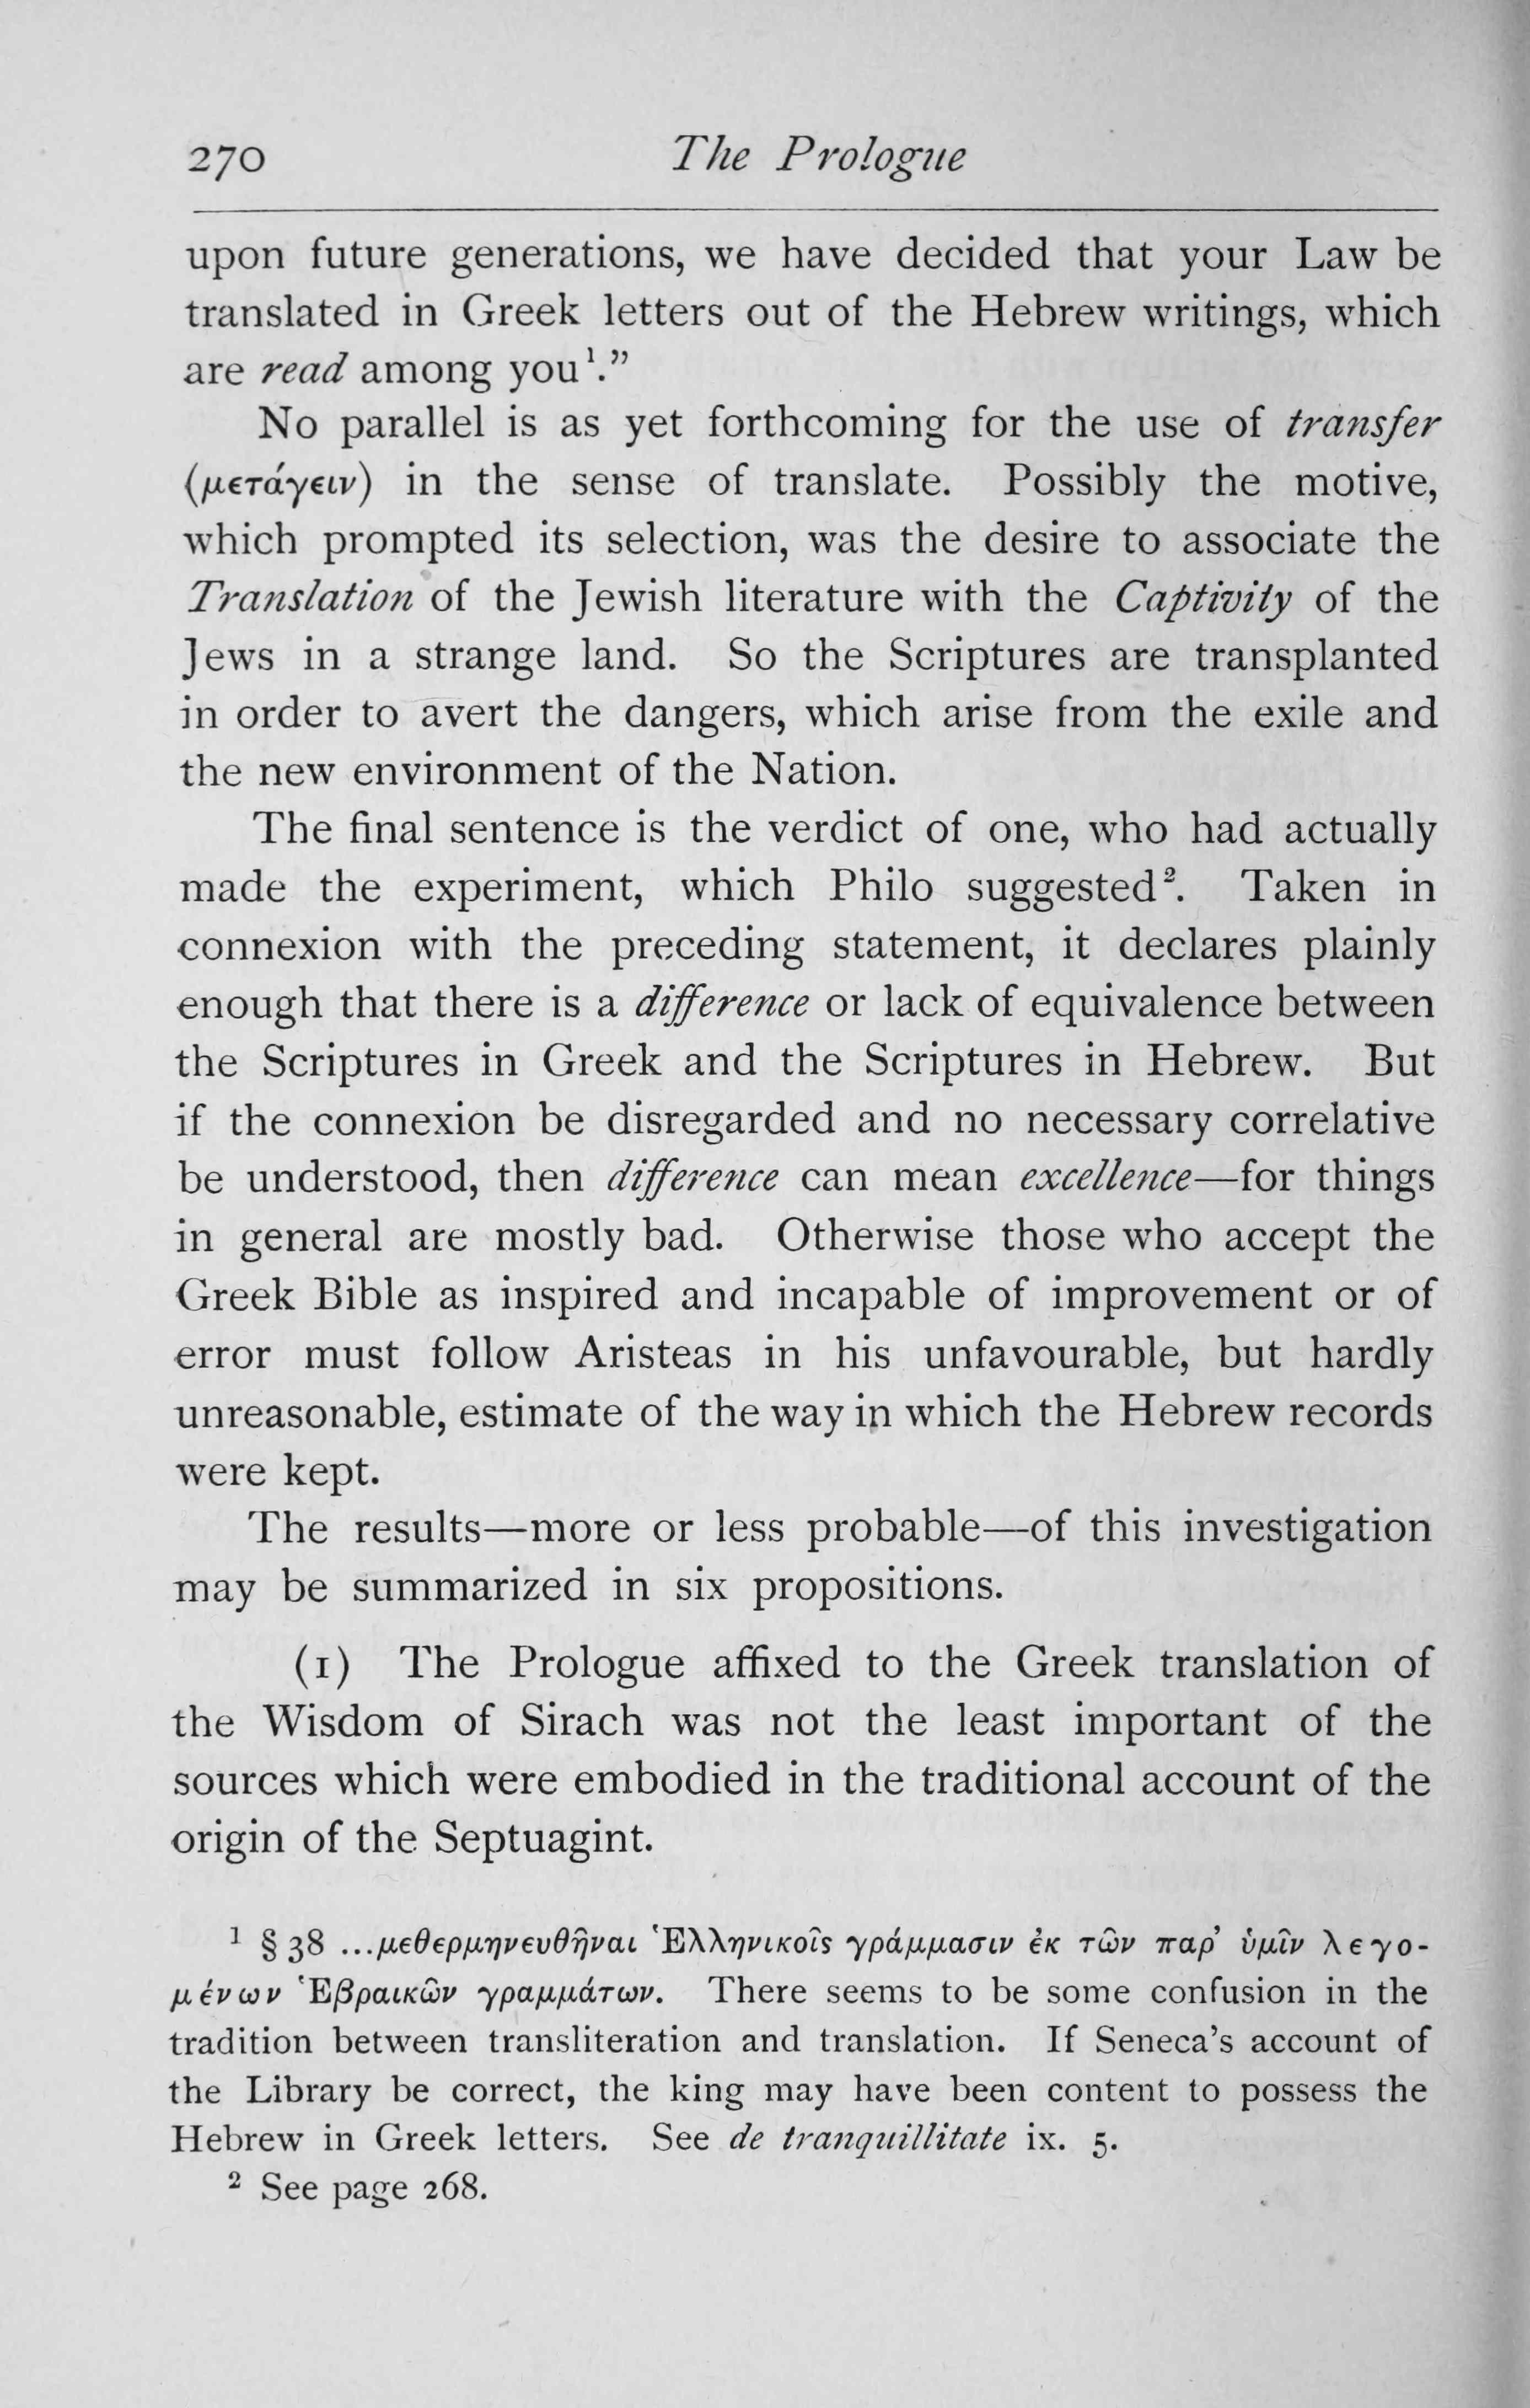 270 The Prologue
upon future generations, we have decided that your Law be
translated in Greek letters out of the Hebrew writings, which
are read among you¹.”
No parallel is as yet forthcoming for the use of transfer
(μετάγειν) in the sense of translate. Possibly the motive,
which prompted its selection, was the desire to associate the
Translation of the Jewish literature with the Captivity of the
Jews in a strange land. So the Scriptures are transplanted
in order to avert the dangers, which arise from the exile and
the new environment of the Nation.
The final sentence is the verdict of one, who had actually
made the experiment, which Philo suggested². Taken in
connexion with the preceding statement, it declares plainly
enough that there is a difference or lack of equivalence between
the Scriptures in Greek and the Scriptures in Hebrew. But
if the connexion be disregarded and no necessary correlative
be understood, then difference can mean excellence—for things
in general are mostly bad. Otherwise those who accept the
Greek Bible as inspired and incapable of improvement or of
error must follow Aristeas in his unfavourable, but hardly
unreasonable, estimate of the way in which the Hebrew records
were kept.
The results—more or less probable—of this investigation
may be summarized in six propositions.
(1) The Prologue affixed to the Greek translation of
the Wisdom of Sirach was not the least important of the
sources which were embodied in the traditional account of the
origin of the Septuagint.
¹ § 38 ...μεθερμηνευθῆναι Ἑλληνικοῖς γράμμασιν ἐκ τῶν παρ’ ὑμῖν λεγο-
μένων Ἑβραικῶν γραμμάτων. There seems to be some confusion in the
tradition between transliteration and translation. If Seneca’s account of
the Library be correct, the king may have been content to possess the
Hebrew in Greek letters. See de tranquillitate ix. 5.
² See page 268.